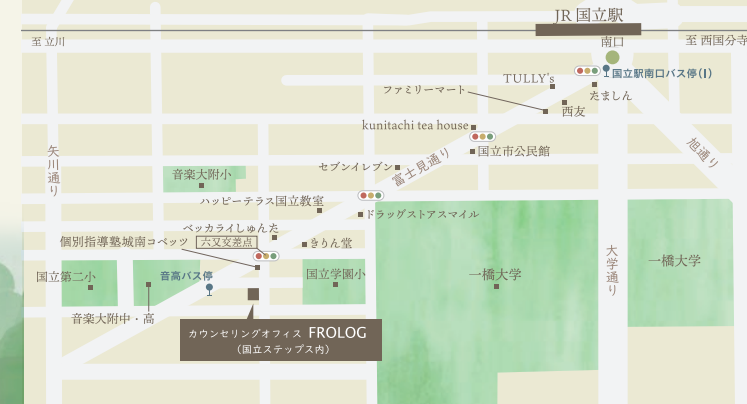 JR 国立駅
至 立川
南口
至 西国分寺
国立駅南口バス停(1)
TULLY's
ファミリーマート
たましん
西友
kunitachi tea house
国立市公民館
旭通り
矢川通り
富士見通り
セブンイレブン
音楽大附小
ハッピーテラス国立教室
ドラッグストアスマイル
ベッカライしゅんた
個別指導塾城南コベッツ
六叉交差点
きりん堂
大学通り
国立第二小
音高バス停
国立学園小
一橋大学
一橋大学
音楽大附中・高
カウンセリングオフィス FROLOG
(国立ステップス内)